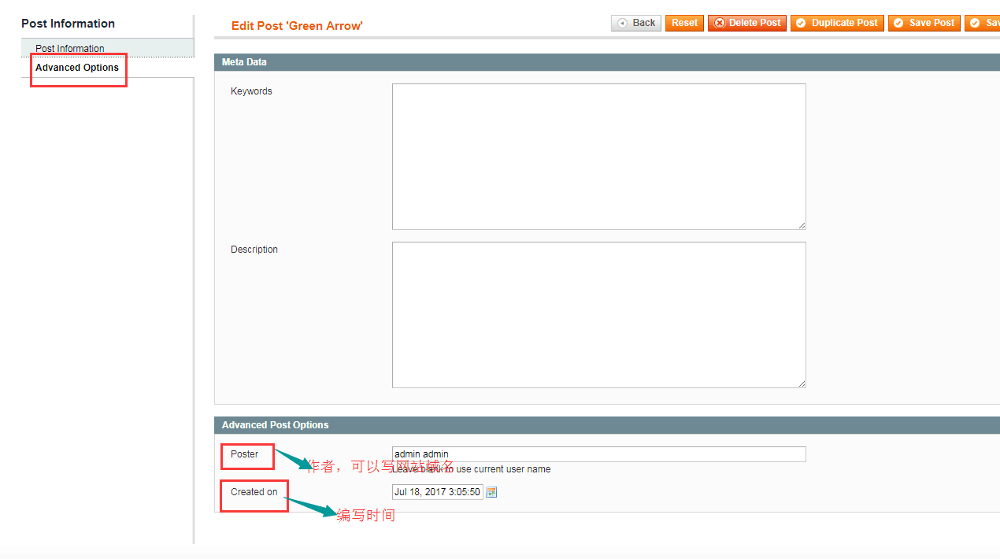 Post Information
Edit Post 'Green Arrow'
Back
Reset
Delete Post
Duplicate Post
Save Post
Post Information
Advanced Options
Meta Data
Keywords
Description
Advanced Post Options
Poster
admin admin
作者，可以写网站域名
Leave blank to use current user name
Created on
Jul 18, 2017 3:05:50
编写时间